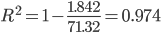 R² = 1 − 1.842/71.32 = 0.974